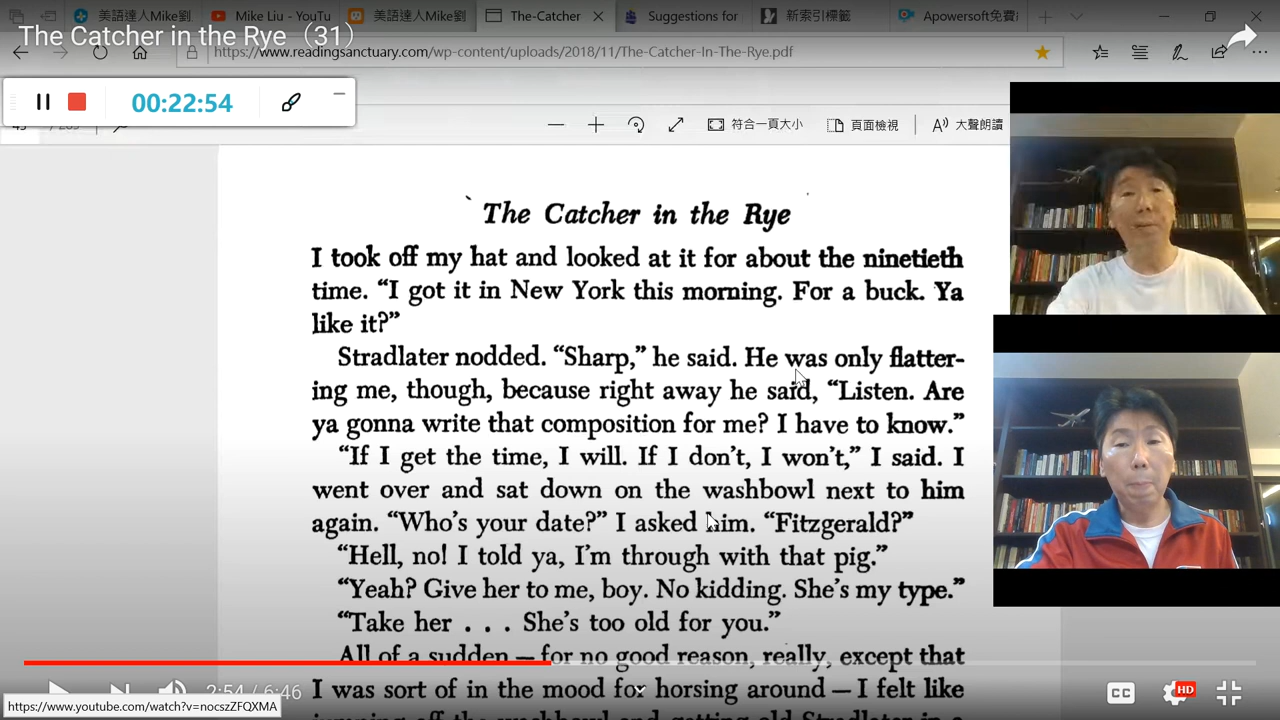 美語達人Mike劉
Mike Liu - YouTu
美語達人Mike劉
The-Catcher
Suggestions for
新索引標籤
Apowersoft免費
The Catcher in the Rye（31）
https://www.readingsanctuary.com/wp-content/uploads/2018/11/The-Catcher-In-The-Rye.pdf
00:22:54
符合一頁大小
頁面檢視
A 大聲朗讀
The Catcher in the Rye
I took off my hat and looked at it for about the ninetieth
time. “I got it in New York this morning. For a buck. Ya
like it?”
Stradlater nodded. “Sharp,” he said. He was only flatter-
ing me, though, because right away he said, “Listen. Are
ya gonna write that composition for me? I have to know.”
“If I get the time, I will. If I don’t, I won’t,” I said. I
went over and sat down on the washbowl next to him
again. “Who’s your date?” I asked him. “Fitzgerald?”
“Hell, no! I told ya, I’m through with that pig.”
“Yeah? Give her to me, boy. No kidding. She’s my type.”
“Take her . . . She’s too old for you.”
All of a sudden — for no good reason, really, except that
I was sort of in the mood for horsing around — I felt like
jumping off the washbowl and getting old Stradlater in a
2:54 / 6:46
CC
HD
https://www.youtube.com/watch?v=nocszZFQXMA